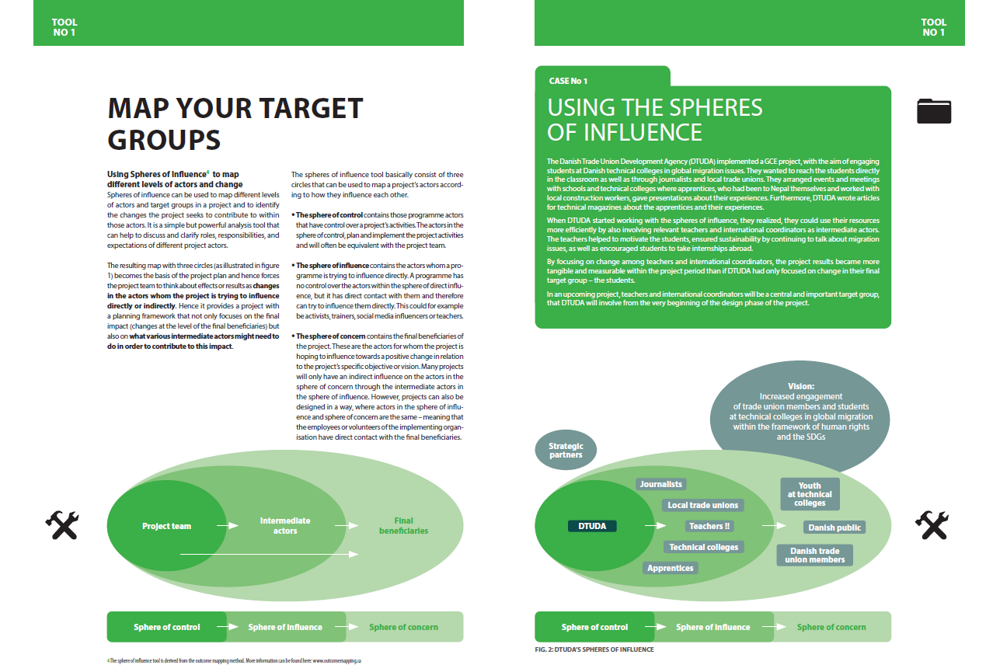 TOOL
NO 1
MAP YOUR TARGET
GROUPS
Using Spheres of Influence4 to map
different levels of actors and change
Spheres of influence can be used to map different levels
of actors and target groups in a project and to identify
the changes the project seeks to contribute to within
those actors. It is a simple but powerful analysis tool that
can help to discuss and clarify roles, responsibilities, and
expectations of different project actors.
The resulting map with three circles (as illustrated in figure
1) becomes the basis of the project plan and hence forces
the project team to think about effects or results as changes
in the actors whom the project is trying to influence
directly or indirectly. Hence it provides a project with
a planning framework that not only focuses on the final
impact (changes at the level of the final beneficiaries) but
also on what various intermediate actors might need to
do in order to contribute to this impact.
The spheres of influence tool basically consist of three
circles that can be used to map a project's actors accord-
ing to how they influence each other.
• The sphere of control contains those programme actors
that have control over a project's activities. The actors in the
sphere of control, plan and implement the project activities
and will often be equivalent with the project team.
• The sphere of influence contains the actors whom a pro-
gramme is trying to influence directly. A programme has
no control over the actors within the sphere of direct influ-
ence, but it has direct contact with them and therefore
can try to influence them directly. This could for example
be activists, trainers, social media influencers or teachers.
• The sphere of concern contains the final beneficiaries of
the project. These are the actors for whom the project is
hoping to influence towards a positive change in relation
to the project's specific objective or vision. Many projects
will only have an indirect influence on the actors in the
sphere of concern through the intermediate actors in
the sphere of influence. However, projects can also be
designed in a way, where actors in the sphere of influ-
ence and sphere of concern are the same – meaning that
the employees or volunteers of the implementing organ-
isation have direct contact with the final beneficiaries.
Project team
Intermediate
actors
Final
beneficiaries
Sphere of control
Sphere of influence
Sphere of concern
4 The sphere of influence tool is derived from the outcome mapping method. More information can be found here: www.outcomemapping.ca
TOOL
NO 1
CASE No 1
USING THE SPHERES
OF INFLUENCE
The Danish Trade Union Development Agency (DTUDA) implemented a GCE project, with the aim of engaging
students at Danish technical colleges in global migration issues. They wanted to reach the students directly
in the classroom as well as through journalists and local trade unions. They arranged events and meetings
with schools and technical colleges where apprentices, who had been to Nepal themselves and worked with
local construction workers, gave presentations about their experiences. Furthermore, DTUDA wrote articles
for technical magazines about the apprentices and their experiences.
When DTUDA started working with the spheres of influence, they realized, they could use their resources
more efficiently by also involving relevant teachers and international coordinators as intermediate actors.
The teachers helped to motivate the students, ensured sustainability by continuing to talk about migration
issues, as well as encouraged students to take internships abroad.
By focusing on change among teachers and international coordinators, the project results became more
tangible and measurable within the project period than if DTUDA had only focused on change in their final
target group – the students.
In an upcoming project, teachers and international coordinators will be a central and important target group,
that DTUDA will involve from the very beginning of the design phase of the project.
Vision:
Increased engagement
of trade union members and students
at technical colleges in global migration
within the framework of human rights
and the SDGs
Strategic
partners
DTUDA
Journalists
Local trade unions
Teachers !!
Technical colleges
Apprentices
Youth
at technical
colleges
Danish public
Danish trade
union members
Sphere of control
Sphere of influence
Sphere of concern
FIG. 2: DTUDA'S SPHERES OF INFLUENCE